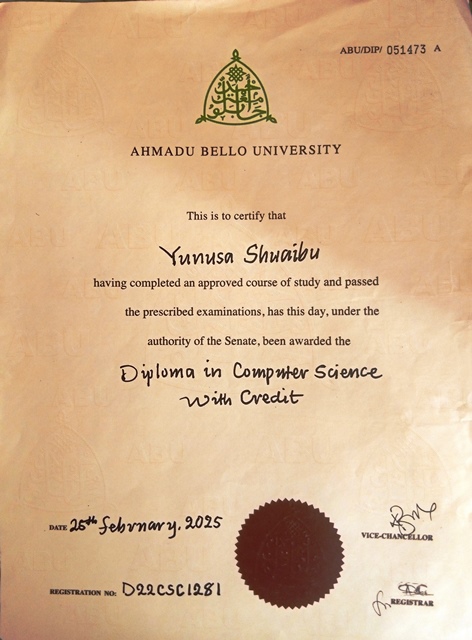 ABU/DIP/ 051473 A
AHMADU BELLO UNIVERSITY
This is to certify that
Yunusa Shuaibu
having completed an approved course of study and passed
the prescribed examinations, has this day, under the
authority of the Senate, been awarded the
Diploma in Computer Science
With Credit
DATE 25th February, 2025
VICE-CHANCELLOR
REGISTRATION NO: D22CSC1281
REGISTRAR